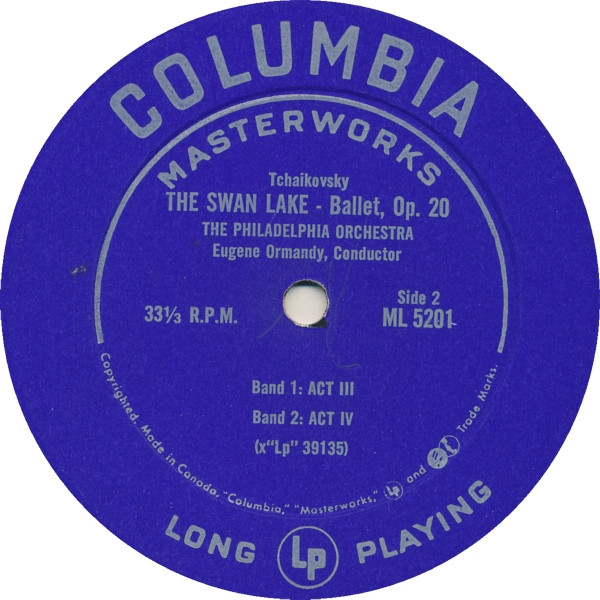 COLUMBIA
MASTERWORKS
Tchaikovsky
THE SWAN LAKE - Ballet, Op. 20
THE PHILADELPHIA ORCHESTRA
Eugene Ormandy, Conductor
33⅓ R.P.M.
Side 2
ML 5201
Band 1: ACT III
Band 2: ACT IV
(x“Lp” 39135)
Copyrighted. Made in Canada. “Columbia,” “Masterworks,” Lp and Trade Marks.
LONG Lp PLAYING